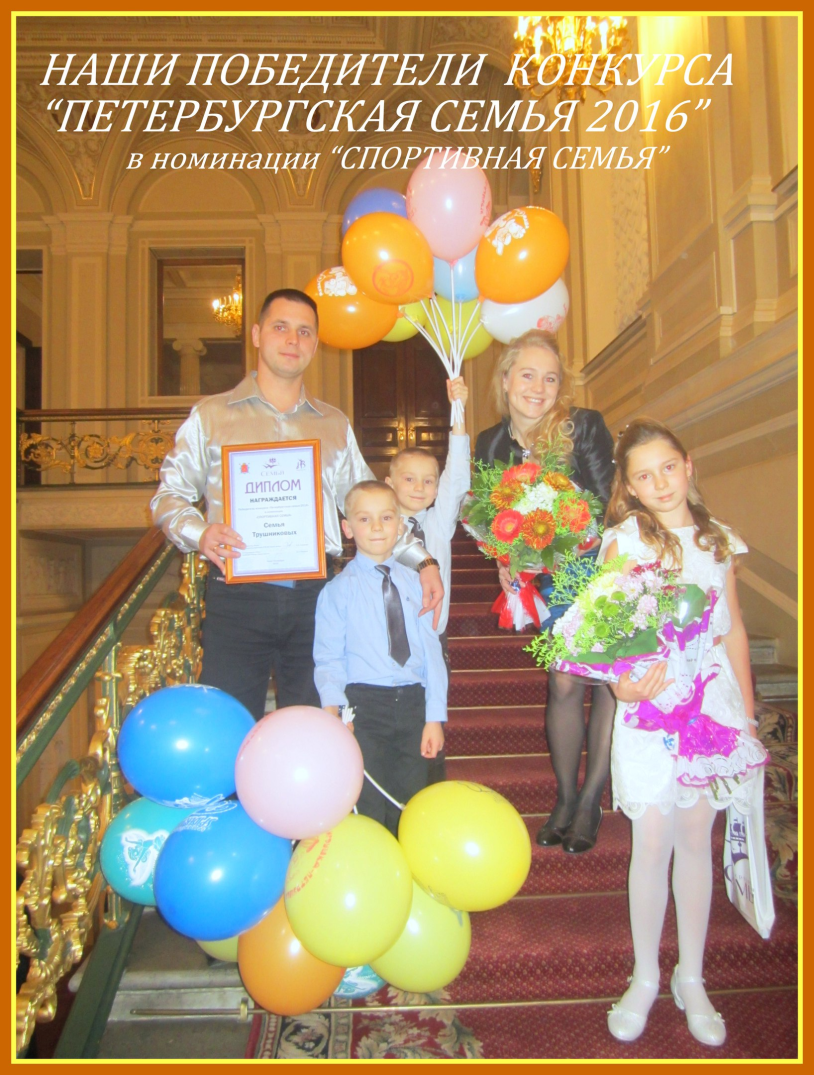 НАШИ ПОБЕДИТЕЛИ КОНКУРСА
“ПЕТЕРБУРГСКАЯ СЕМЬЯ 2016”
в номинации “СПОРТИВНАЯ СЕМЬЯ”
ДИПЛОМ
НАГРАЖДАЕТСЯ
Семья
Трушниковых